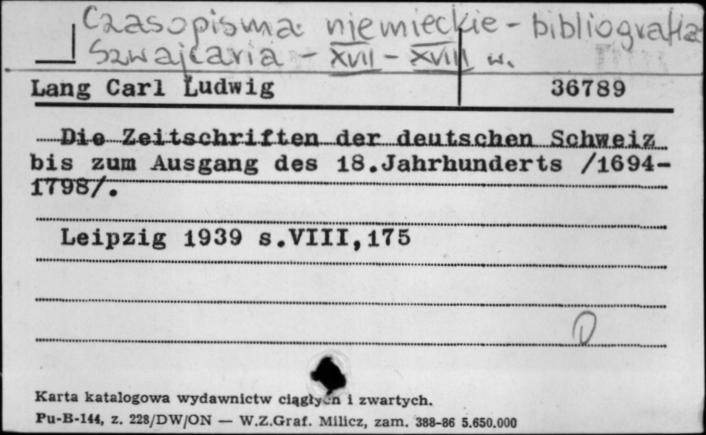 Czasopisma niemieckie - bibliografia
Szwajcaria - XVII - XVIII w.
Lang Carl Ludwig 36789
Die Zeitschriften der deutschen Schweiz
bis zum Ausgang des 18.Jahrhunderts /1694-
1798/.
Leipzig 1939 s.VIII,175
D
Karta katalogowa wydawnictw ciągłych i zwartych.
Pu-B-144, z. 228/DW/ON — W.Z.Graf. Milicz, zam. 388-86 5.650.000